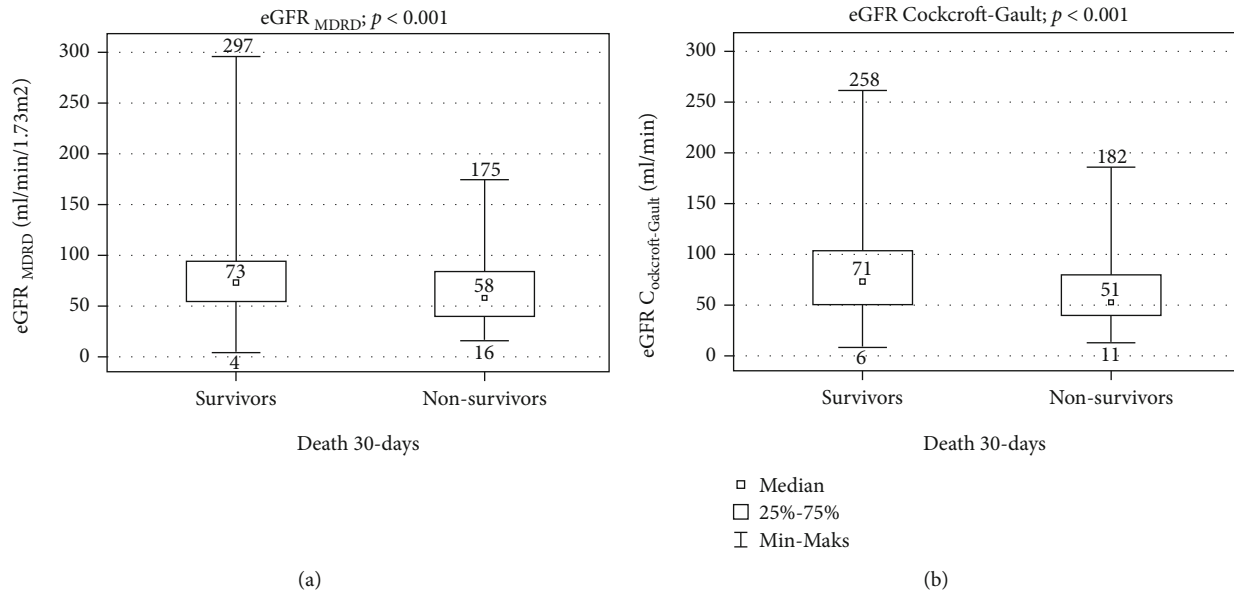 eGFR MDRD; p < 0.001
eGFR MDRD (ml/min/1.73m2)
300
250
200
150
100
50
0
297
73
4
175
58
16
Survivors
Non-survivors
Death 30-days
(a)
eGFR Cockcroft-Gault; p < 0.001
eGFR Cockcroft-Gault (ml/min)
300
250
200
150
100
50
0
258
71
6
182
51
11
Survivors
Non-survivors
Death 30-days
Median
25%-75%
Min-Maks
(b)